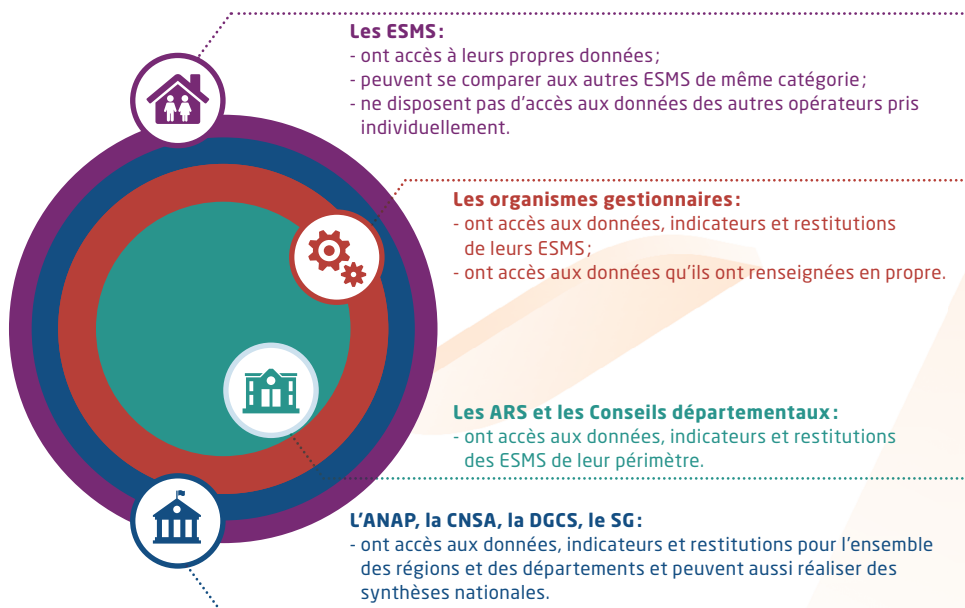 Les ESMS :
- ont accès à leurs propres données ;
- peuvent se comparer aux autres ESMS de même catégorie ;
- ne disposent pas d'accès aux données des autres opérateurs pris
individuellement.
Les organismes gestionnaires :
- ont accès aux données, indicateurs et restitutions
de leurs ESMS ;
- ont accès aux données qu'ils ont renseignées en propre.
Les ARS et les Conseils départementaux :
- ont accès aux données, indicateurs et restitutions
des ESMS de leur périmètre.
L'ANAP, la CNSA, la DGCS, le SG :
- ont accès aux données, indicateurs et restitutions pour l'ensemble
des régions et des départements et peuvent aussi réaliser des
synthèses nationales.